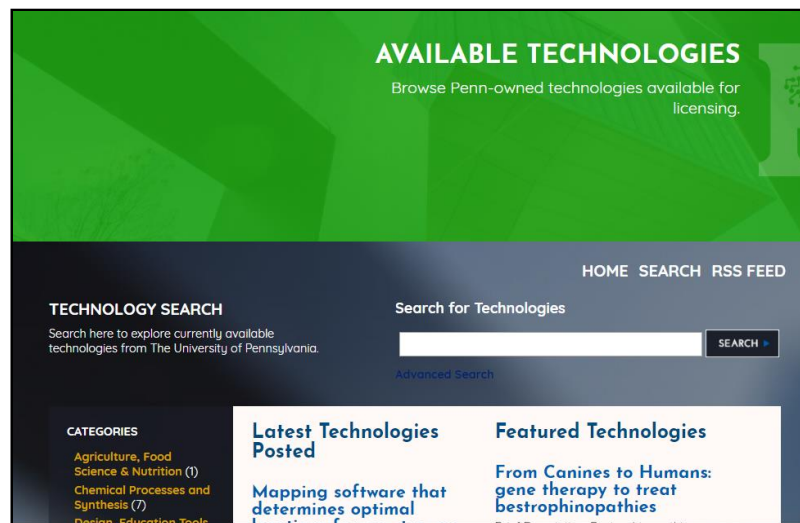 AVAILABLE TECHNOLOGIES
Browse Penn-owned technologies available for
licensing.
HOME SEARCH RSS FEED
TECHNOLOGY SEARCH
Search here to explore currently available
technologies from The University of Pennsylvania.
Search for Technologies
SEARCH
Advanced Search
CATEGORIES
Agriculture, Food
Science & Nutrition (1)
Chemical Processes and
Synthesis (7)
Design, Education Tools
Latest Technologies
Posted
Mapping software that
determines optimal
Featured Technologies
From Canines to Humans:
gene therapy to treat
bestrophinopathies